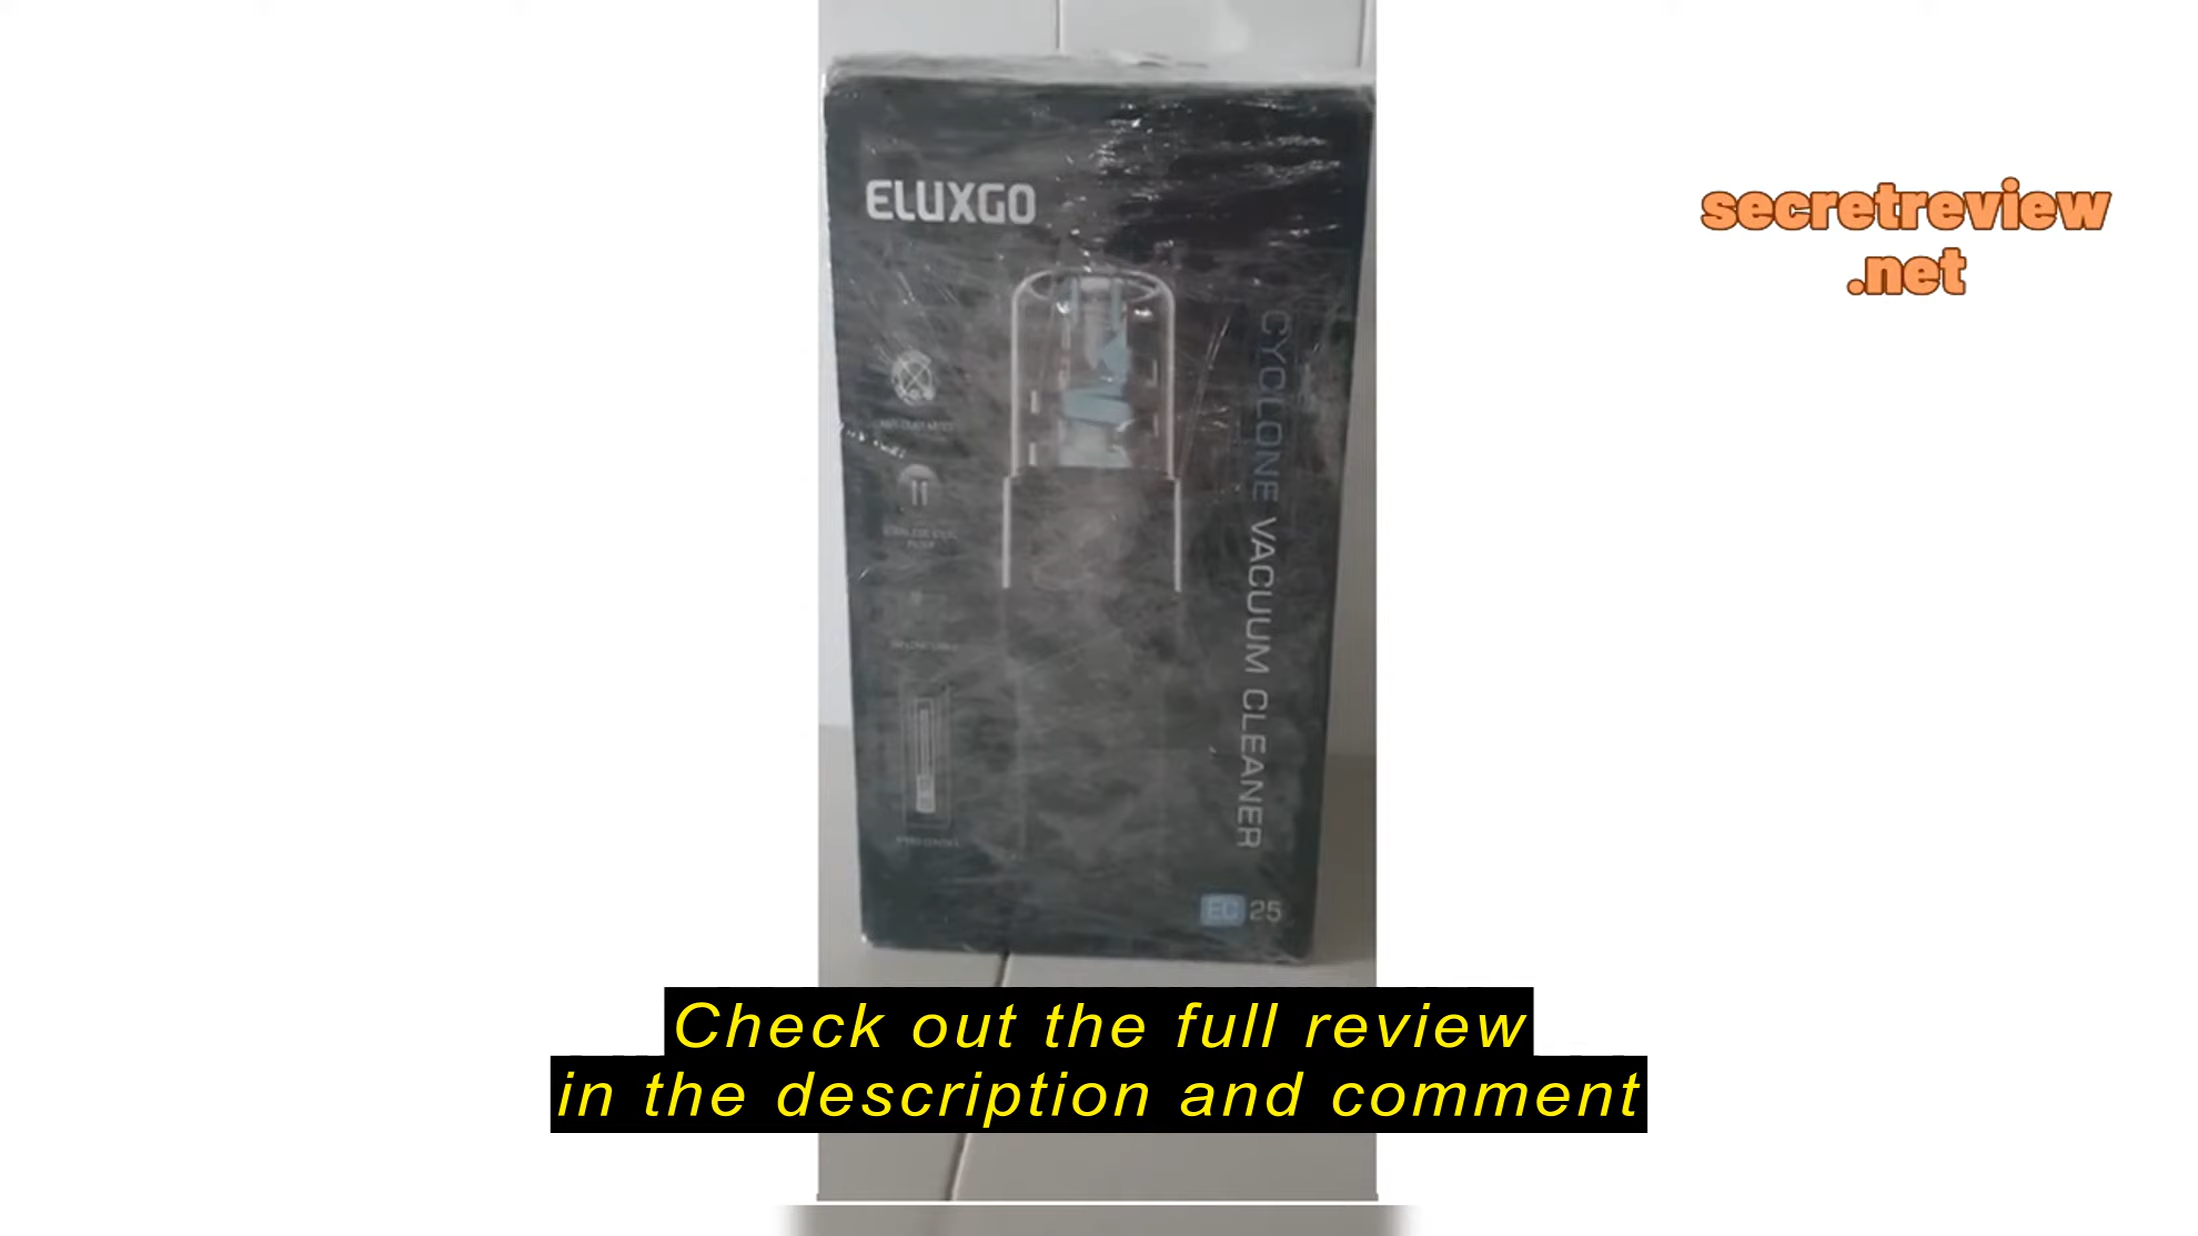 ELUXGO
secretreview
.net
CYCLONE VACUUM CLEANER
EC 25
Check out the full review
in the description and comment